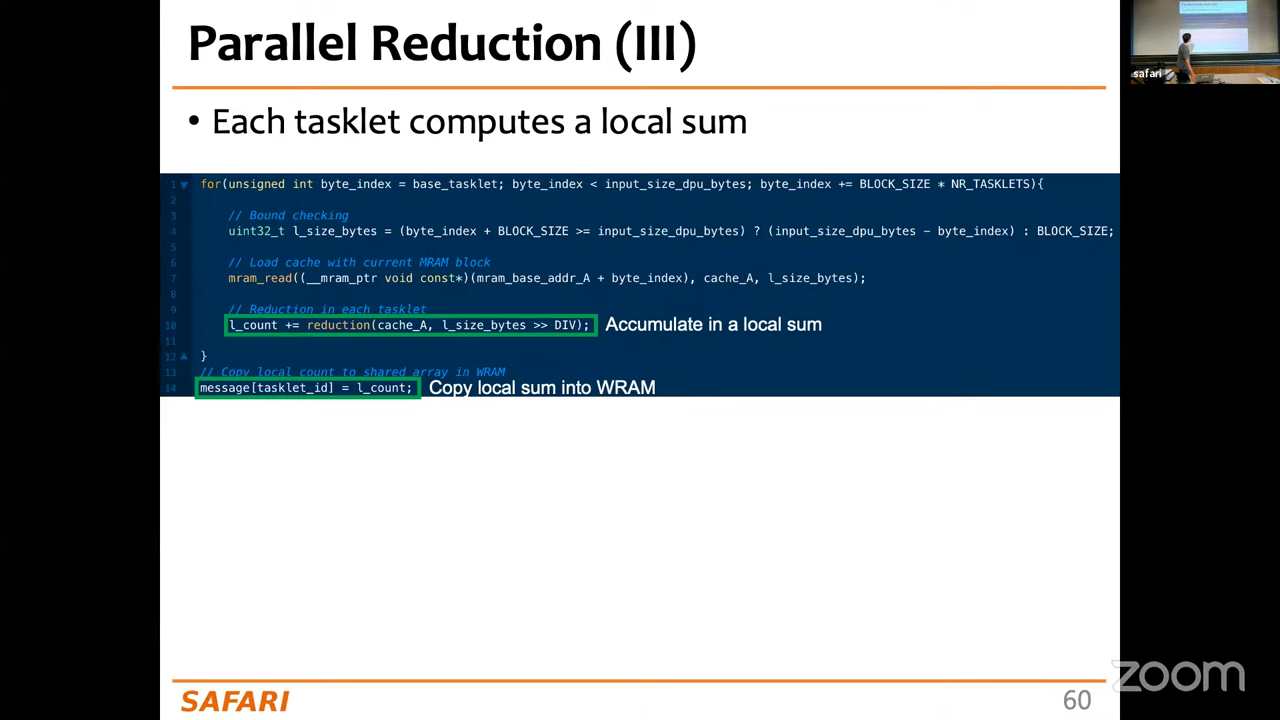 Parallel Reduction (III)
• Each tasklet computes a local sum
1 for(unsigned int byte_index = base_tasklet; byte_index < input_size_dpu_bytes; byte_index += BLOCK_SIZE * NR_TASKLETS){
2
3 // Bound checking
4 uint32_t l_size_bytes = (byte_index + BLOCK_SIZE >= input_size_dpu_bytes) ? (input_size_dpu_bytes - byte_index) : BLOCK_SIZE;
5
6 // Load cache with current MRAM block
7 mram_read((__mram_ptr void const*)(mram_base_addr_A + byte_index), cache_A, l_size_bytes);
8
9 // Reduction in each tasklet
10 l_count += reduction(cache_A, l_size_bytes >> DIV); Accumulate in a local sum
11
12 }
13 // Copy local count to shared array in WRAM
14 message[tasklet_id] = l_count; Copy local sum into WRAM
SAFARI
60
safari
zoom